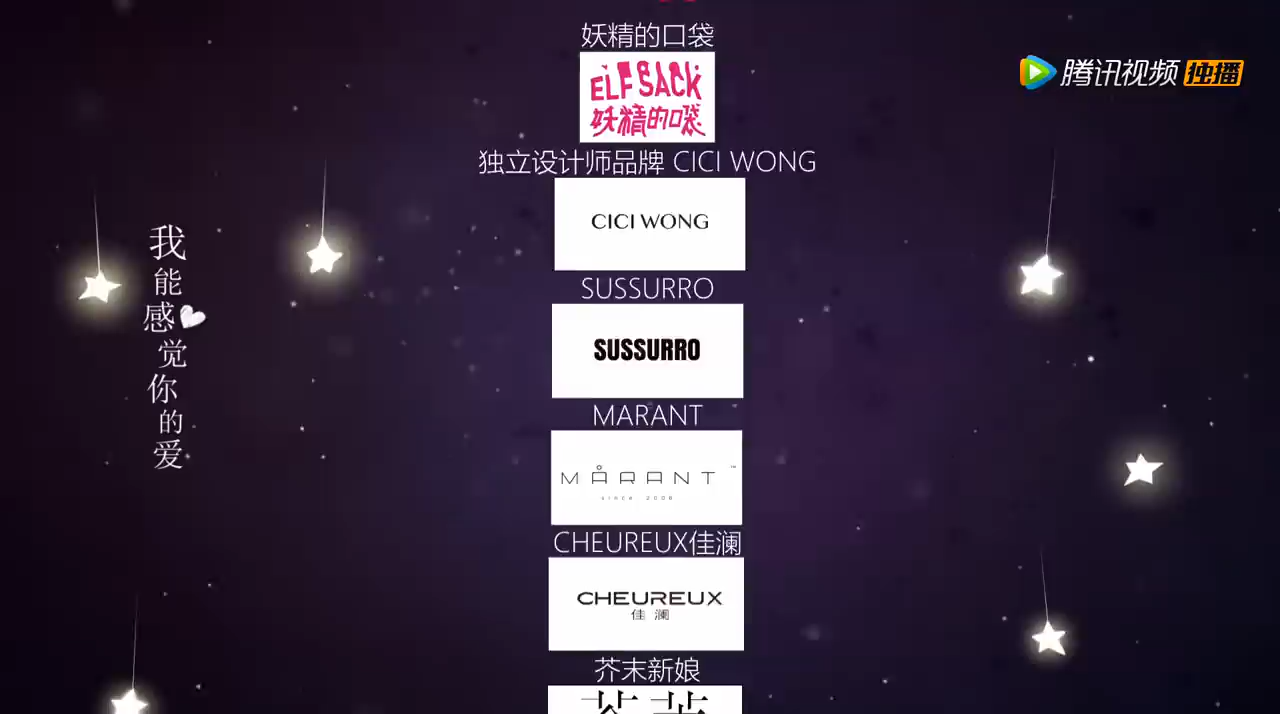 妖精的口袋
ELF SACK
妖精的口袋
腾讯视频 独播
独立设计师品牌 CICI WONG
CICI WONG
SUSSURRO
SUSSURRO
MARANT
MÅRANT ™
SINCE 2008
CHEUREUX佳澜
CHEUREUX
佳 澜
芥末新娘
我能感觉你的爱